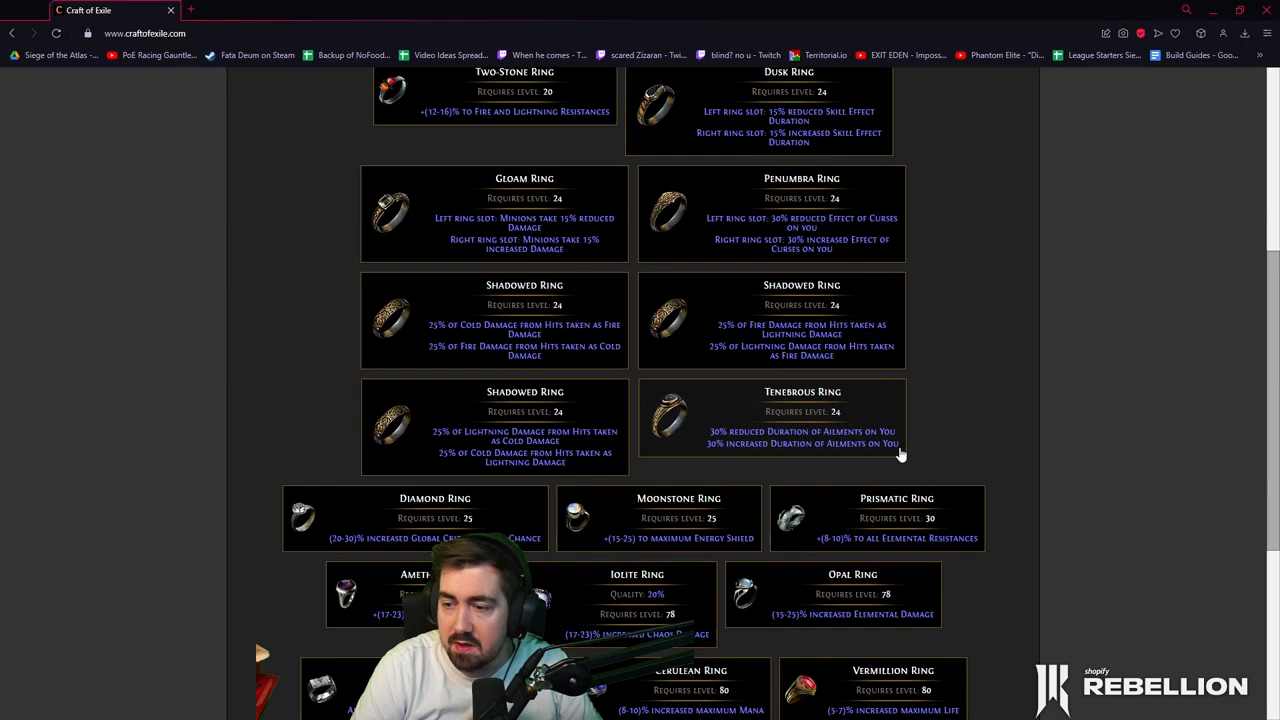 Craft of Exile
www.craftofexile.com
Siege of the Atlas-
PoE Racing Gauntle...
Fata Deum on Steam
Backup of NoFood...
Video Ideas Spread...
When he comes - T...
scared Zizaran - Twi...
blind? no u - Twitch
Territorial.io
EXIT EDEN - Imposs...
Phantom Elite - "Di...
League Starters Sie...
Build Guides - Goo...
Two-Stone Ring
Requires Level: 20
+(12-16)% to Fire and Lightning Resistances
Dusk Ring
Requires Level: 24
Left ring slot: 15% reduced Skill Effect
Duration
Right ring slot: 15% increased Skill Effect
Duration
Gloam Ring
Requires Level: 24
Left ring slot: Minions take 15% reduced
Damage
Right ring slot: Minions take 15%
increased Damage
Penumbra Ring
Requires Level: 24
Left ring slot: 30% reduced Effect of Curses
on you
Right ring slot: 30% increased Effect of
Curses on you
Shadowed Ring
Requires Level: 24
25% of Cold Damage from Hits taken as Fire
Damage
25% of Fire Damage from Hits taken as Cold
Damage
Shadowed Ring
Requires Level: 24
25% of Fire Damage from Hits taken as
Lightning Damage
25% of Lightning Damage from Hits taken
as Fire Damage
Shadowed Ring
Requires Level: 24
25% of Lightning Damage from Hits taken
as Cold Damage
25% of Cold Damage from Hits taken as
Lightning Damage
Tenebrous Ring
Requires Level: 24
30% reduced Duration of Ailments on You
30% increased Duration of Ailments on You
Diamond Ring
Requires Level: 25
(20-30)% increased Global Crit Chance
Moonstone Ring
Requires Level: 25
+(15-25) to maximum Energy Shield
Prismatic Ring
Requires Level: 30
+(8-10)% to all Elemental Resistances
Ameth
+(17-23)
Iolite Ring
Quality: 20%
Requires Level: 78
(17-23)% increased Chaos Damage
Opal Ring
Requires Level: 78
(15-25)% increased Elemental Damage
Cerulean Ring
Requires Level: 80
(8-10)% increased maximum Mana
Vermillion Ring
Requires Level: 80
(5-7)% increased maximum Life
shopify
REBELLION